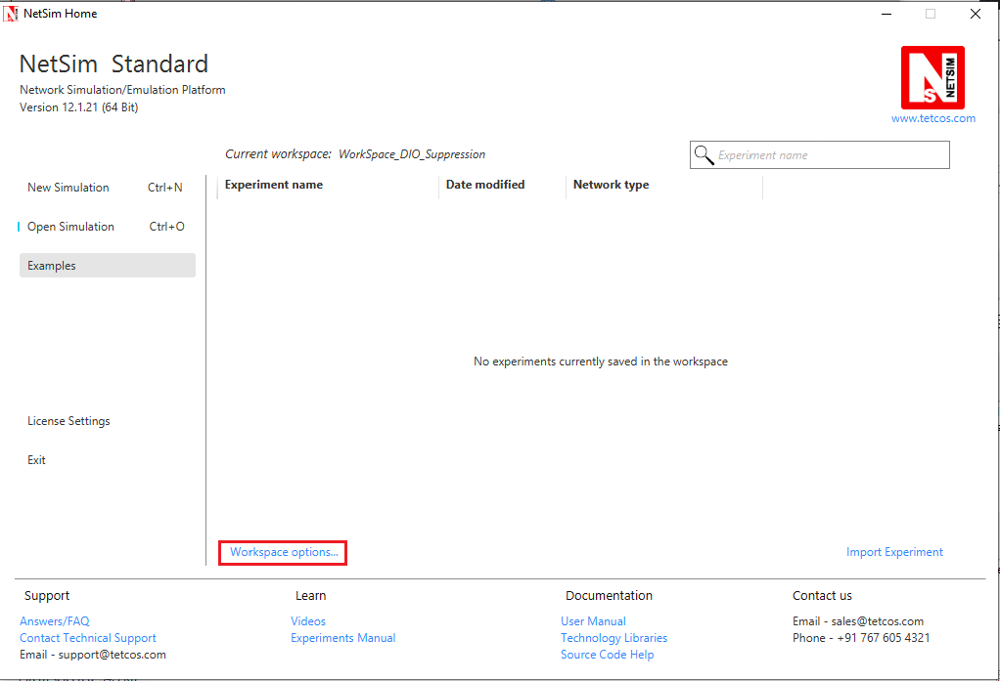 NetSim Home
NetSim Standard
Network Simulation/Emulation Platform
Version 12.1.21 (64 Bit)
N
S
NETSIM
www.tetcos.com
Current workspace: WorkSpace_DIO_Suppression
Experiment name
New Simulation Ctrl+N
Open Simulation Ctrl+O
Examples
License Settings
Exit
Experiment name Date modified Network type
No experiments currently saved in the workspace
Workspace options... Import Experiment
Support
Answers/FAQ
Contact Technical Support
Email - support@tetcos.com
Learn
Videos
Experiments Manual
Documentation
User Manual
Technology Libraries
Source Code Help
Contact us
Email - sales@tetcos.com
Phone - +91 767 605 4321